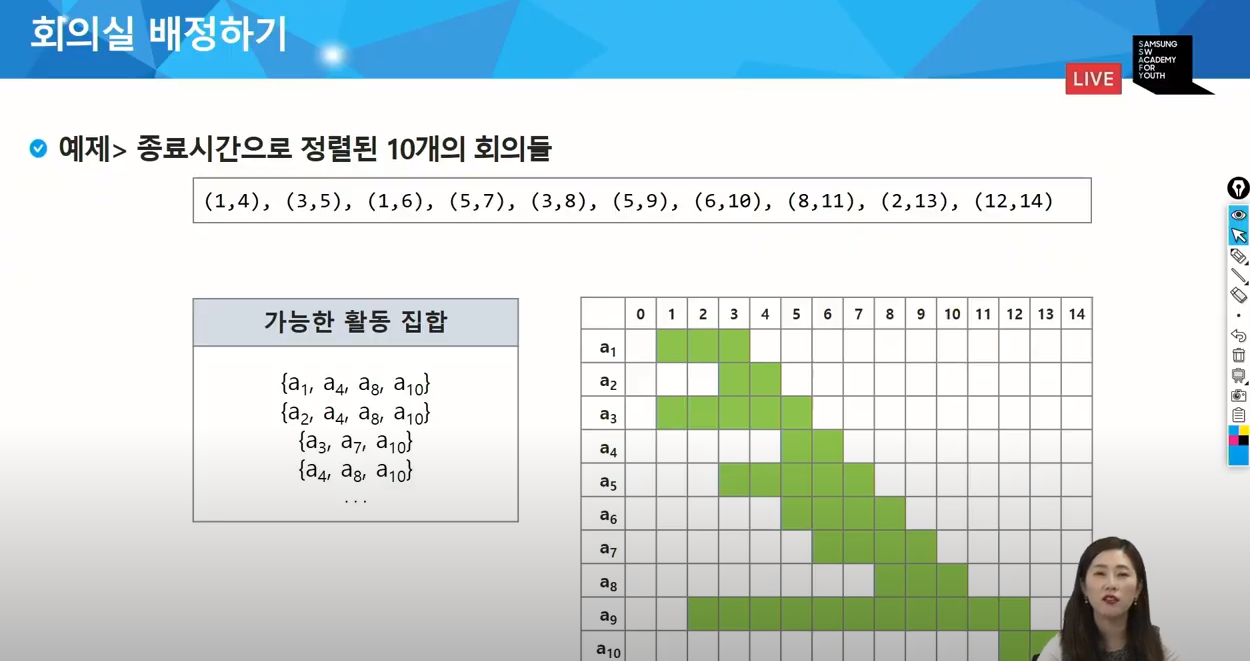 회의실 배정하기
LIVE
SAMSUNG
SW
ACADEMY
FOR
YOUTH
예제> 종료시간으로 정렬된 10개의 회의들
(1,4), (3,5), (1,6), (5,7), (3,8), (5,9), (6,10), (8,11), (2,13), (12,14)
가능한 활동 집합
{a₁, a₄, a₈, a₁₀}
{a₂, a₄, a₈, a₁₀}
{a₃, a₇, a₁₀}
{a₄, a₈, a₁₀}
...
0 1 2 3 4 5 6 7 8 9 10 11 12 13 14
a₁
a₂
a₃
a₄
a₅
a₆
a₇
a₈
a₉
a₁₀